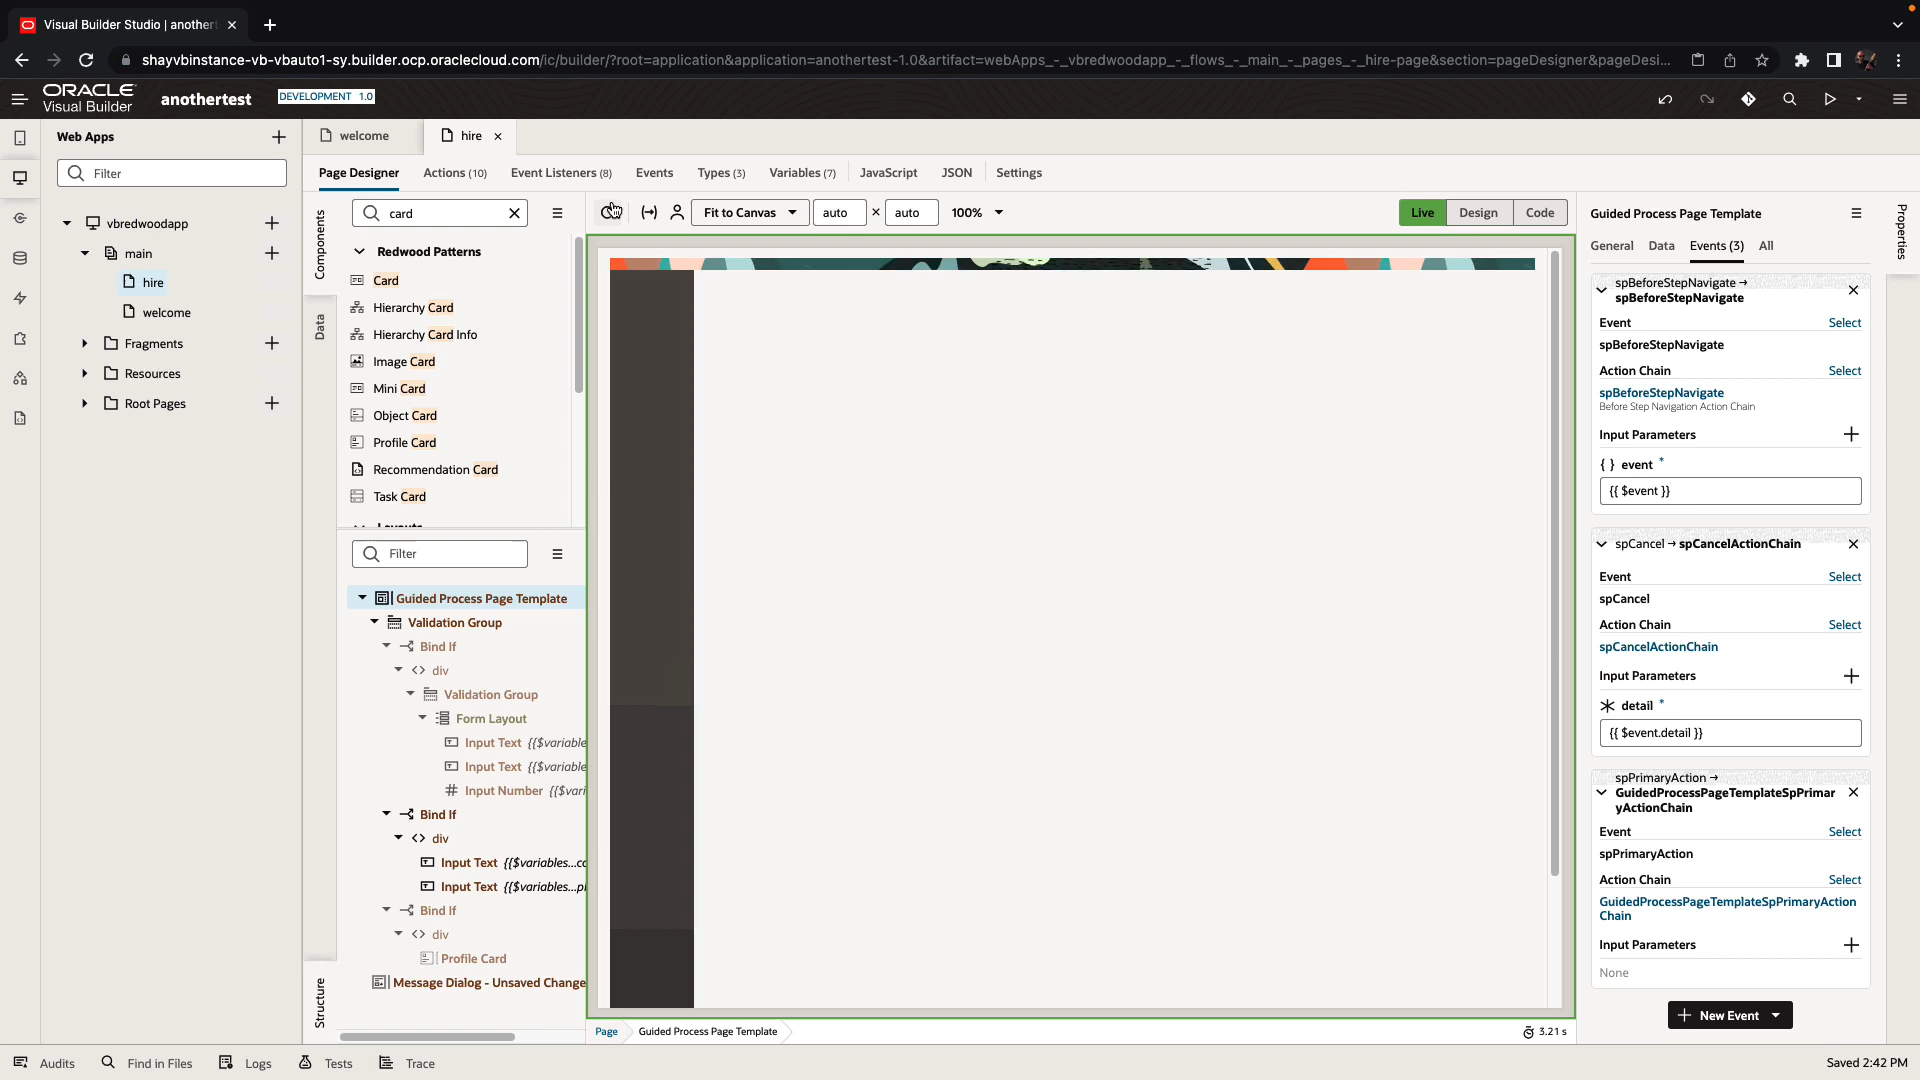 Visual Builder Studio | another
shayvbinstance-vb-vbauto1-sy.builder.ocp.oraclecloud.com/ic/builder/?root=application&application=anothertest-1.0&artifact=webApps_-_vbredwoodapp_-_flows_-_main_-_pages_-_hire-page&section=pageDesigner&pageDesi...
ORACLE
Visual Builder
anothertest
DEVELOPMENT 1.0
Web Apps
Filter
vbredwoodapp
main
hire
welcome
Fragments
Resources
Root Pages
welcome
hire
Page Designer
Actions (10)
Event Listeners (8)
Events
Types (3)
Variables (7)
JavaScript
JSON
Settings
Components
Data
card
Redwood Patterns
Card
Hierarchy Card
Hierarchy Card Info
Image Card
Mini Card
Object Card
Profile Card
Recommendation Card
Task Card
Layouts
Structure
Filter
Guided Process Page Template
Validation Group
Bind If
div
Validation Group
Form Layout
Input Text {{$variable
Input Text {{$variable
Input Number {{$vari
Bind If
div
Input Text {{$variables...co
Input Text {{$variables...p
Bind If
div
Profile Card
Message Dialog - Unsaved Change
Fit to Canvas
auto × auto
100%
Live
Design
Code
Page
Guided Process Page Template
3.21 s
Properties
Guided Process Page Template
General
Data
Events (3)
All
spBeforeStepNavigate →
spBeforeStepNavigate
Event
Select
spBeforeStepNavigate
Action Chain
Select
spBeforeStepNavigate
Before Step Navigation Action Chain
Input Parameters
{ } event *
{{ $event }}
spCancel → spCancelActionChain
Event
Select
spCancel
Action Chain
Select
spCancelActionChain
Input Parameters
detail *
{{ $event.detail }}
spPrimaryAction →
GuidedProcessPageTemplateSpPrimar
yActionChain
Event
Select
spPrimaryAction
Action Chain
Select
GuidedProcessPageTemplateSpPrimaryAction
Chain
Input Parameters
None
New Event
Audits
Find in Files
Logs
Tests
Trace
Saved 2:42 PM